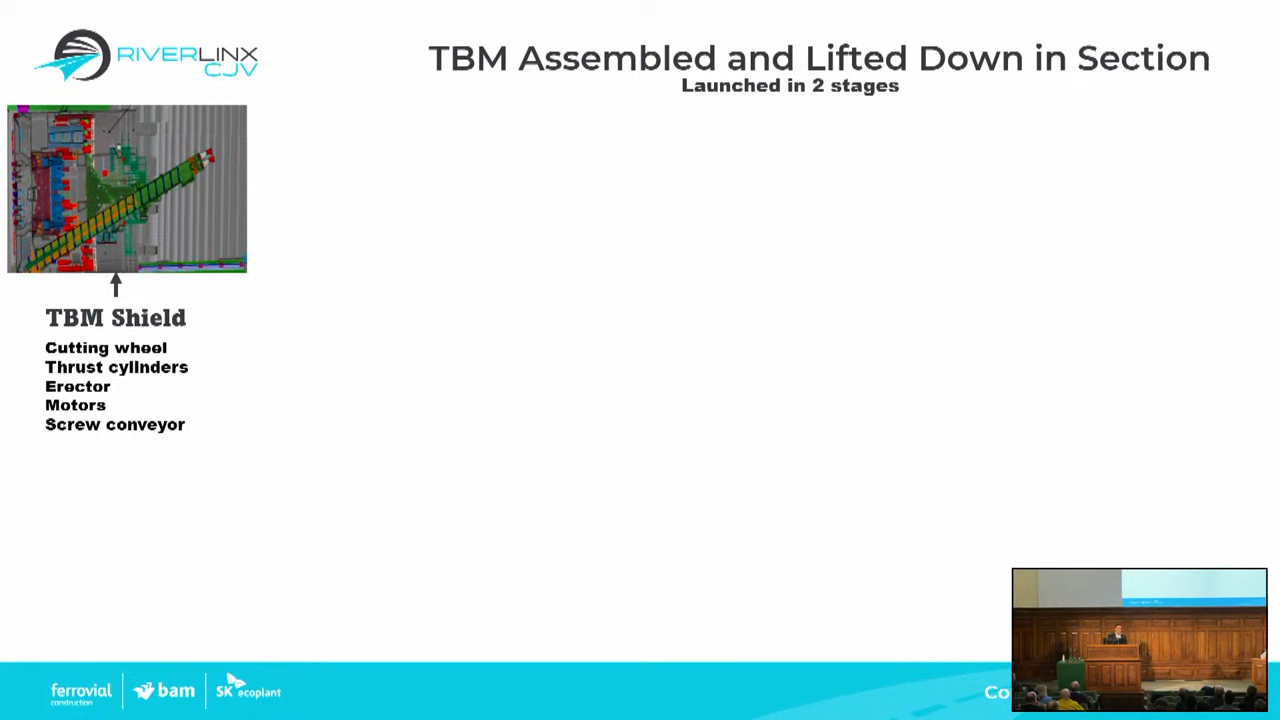 RIVERLINX
CJV
TBM Assembled and Lifted Down in Section
Launched in 2 stages
TBM Shield
Cutting wheel
Thrust cylinders
Erector
Motors
Screw conveyor
ferrovial
construction
bam
SK ecoplant
Co